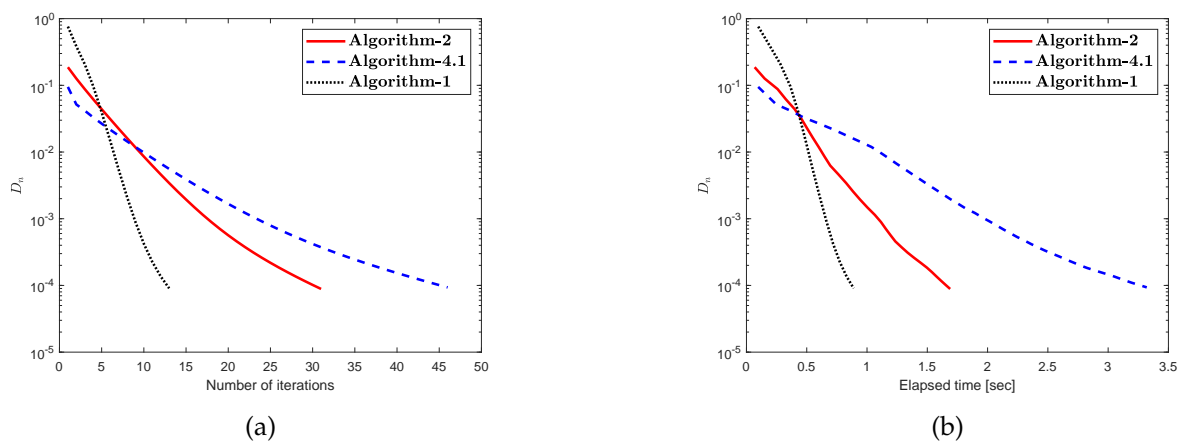 10^0
10^-1
10^-2
10^-3
10^-4
10^-5
D_n
0 5 10 15 20 25 30 35 40 45 50
Number of iterations
Algorithm-2
Algorithm-4.1
Algorithm-1
(a)
10^0
10^-1
10^-2
10^-3
10^-4
10^-5
D_n
0 0.5 1 1.5 2 2.5 3 3.5
Elapsed time [sec]
Algorithm-2
Algorithm-4.1
Algorithm-1
(b)